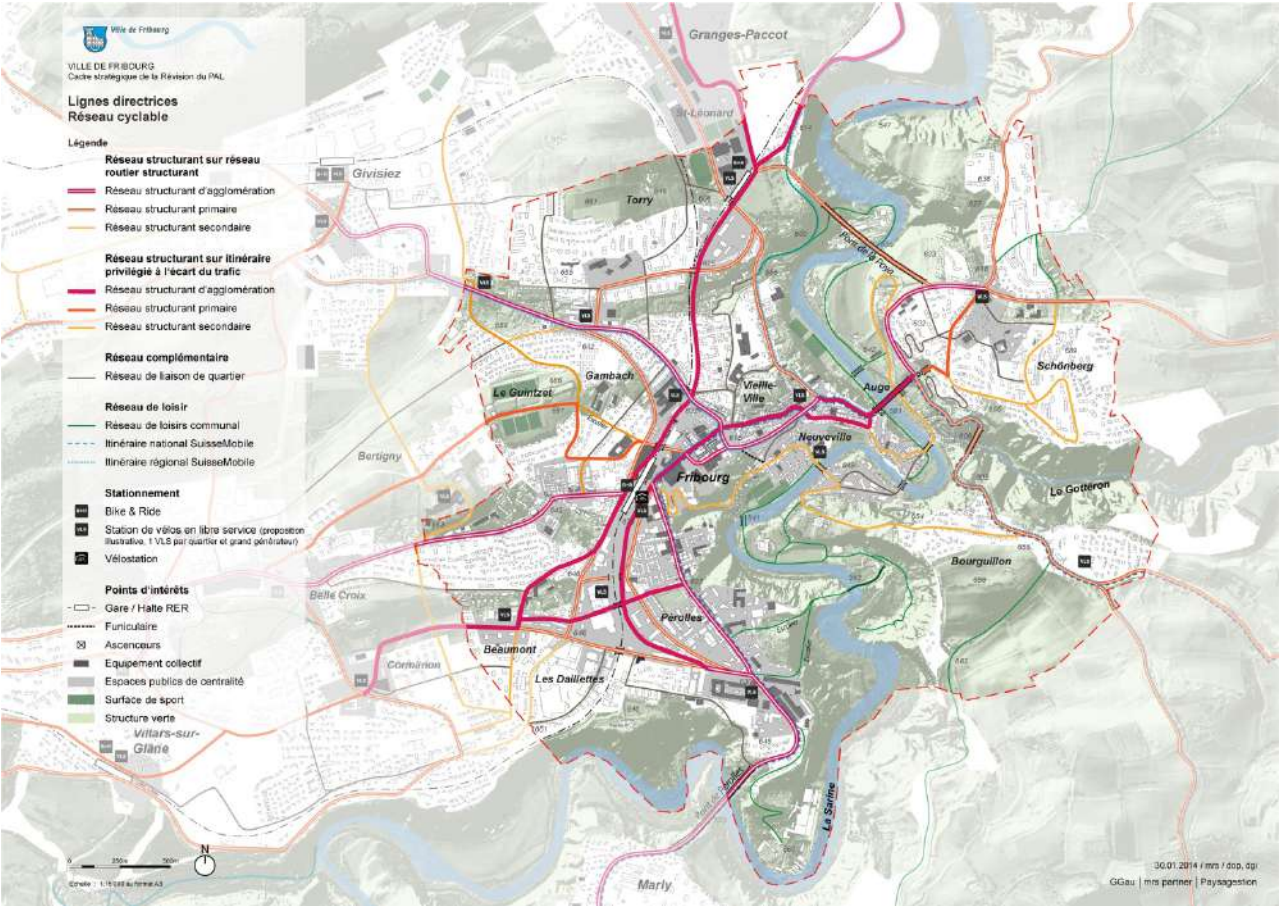 Ville de Fribourg
VILLE DE FRIBOURG
Cadre stratégique de la Révision du PAL
Lignes directrices
Réseau cyclable
Légende
Réseau structurant sur réseau
routier structurant
Réseau structurant d'agglomération
Réseau structurant primaire
Réseau structurant secondaire
Réseau structurant sur itinéraire
privilégié à l'écart du trafic
Réseau structurant d'agglomération
Réseau structurant primaire
Réseau structurant secondaire
Réseau complémentaire
Réseau de liaison de quartier
Réseau de loisir
Réseau de loisirs communal
Itinéraire national SuisseMobile
Itinéraire régional SuisseMobile
Stationnement
Bike & Ride
VLS
Station de vélos en libre service (proposition
illustrative, 1 VLS par quartier et grand générateur)
Vélostation
Points d'intérêts
Gare / Halte RER
Funiculaire
Ascenceurs
Equipement collectif
Espaces publics de centralité
Surface de sport
Structure verte
Granges-Paccot
St-Léonard
Givisiez
Torry
Pont de la Poya
Schönberg
Gambach
Le Guintzet
Vieille-
Ville
Auge
Neuveville
Bertigny
Fribourg
Le Gottéron
Bourguillon
Belle Croix
Pérolles
Beaumont
Cormanon
Les Daillettes
Villars-sur-
Glâne
La Sarine
Marly
0 250m 500m
N
30.01.2014 / mrs / dop, dgi
GGau | mrs partner | Paysagestion